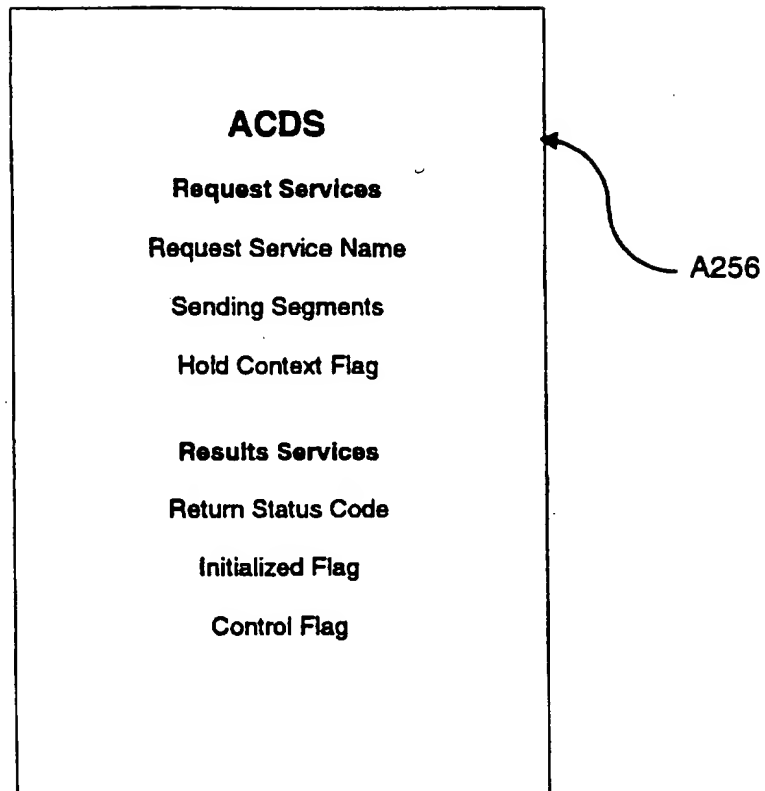 ACDS
Request Services
Request Service Name
Sending Segments
Hold Context Flag
Results Services
Return Status Code
Initialized Flag
Control Flag
A256